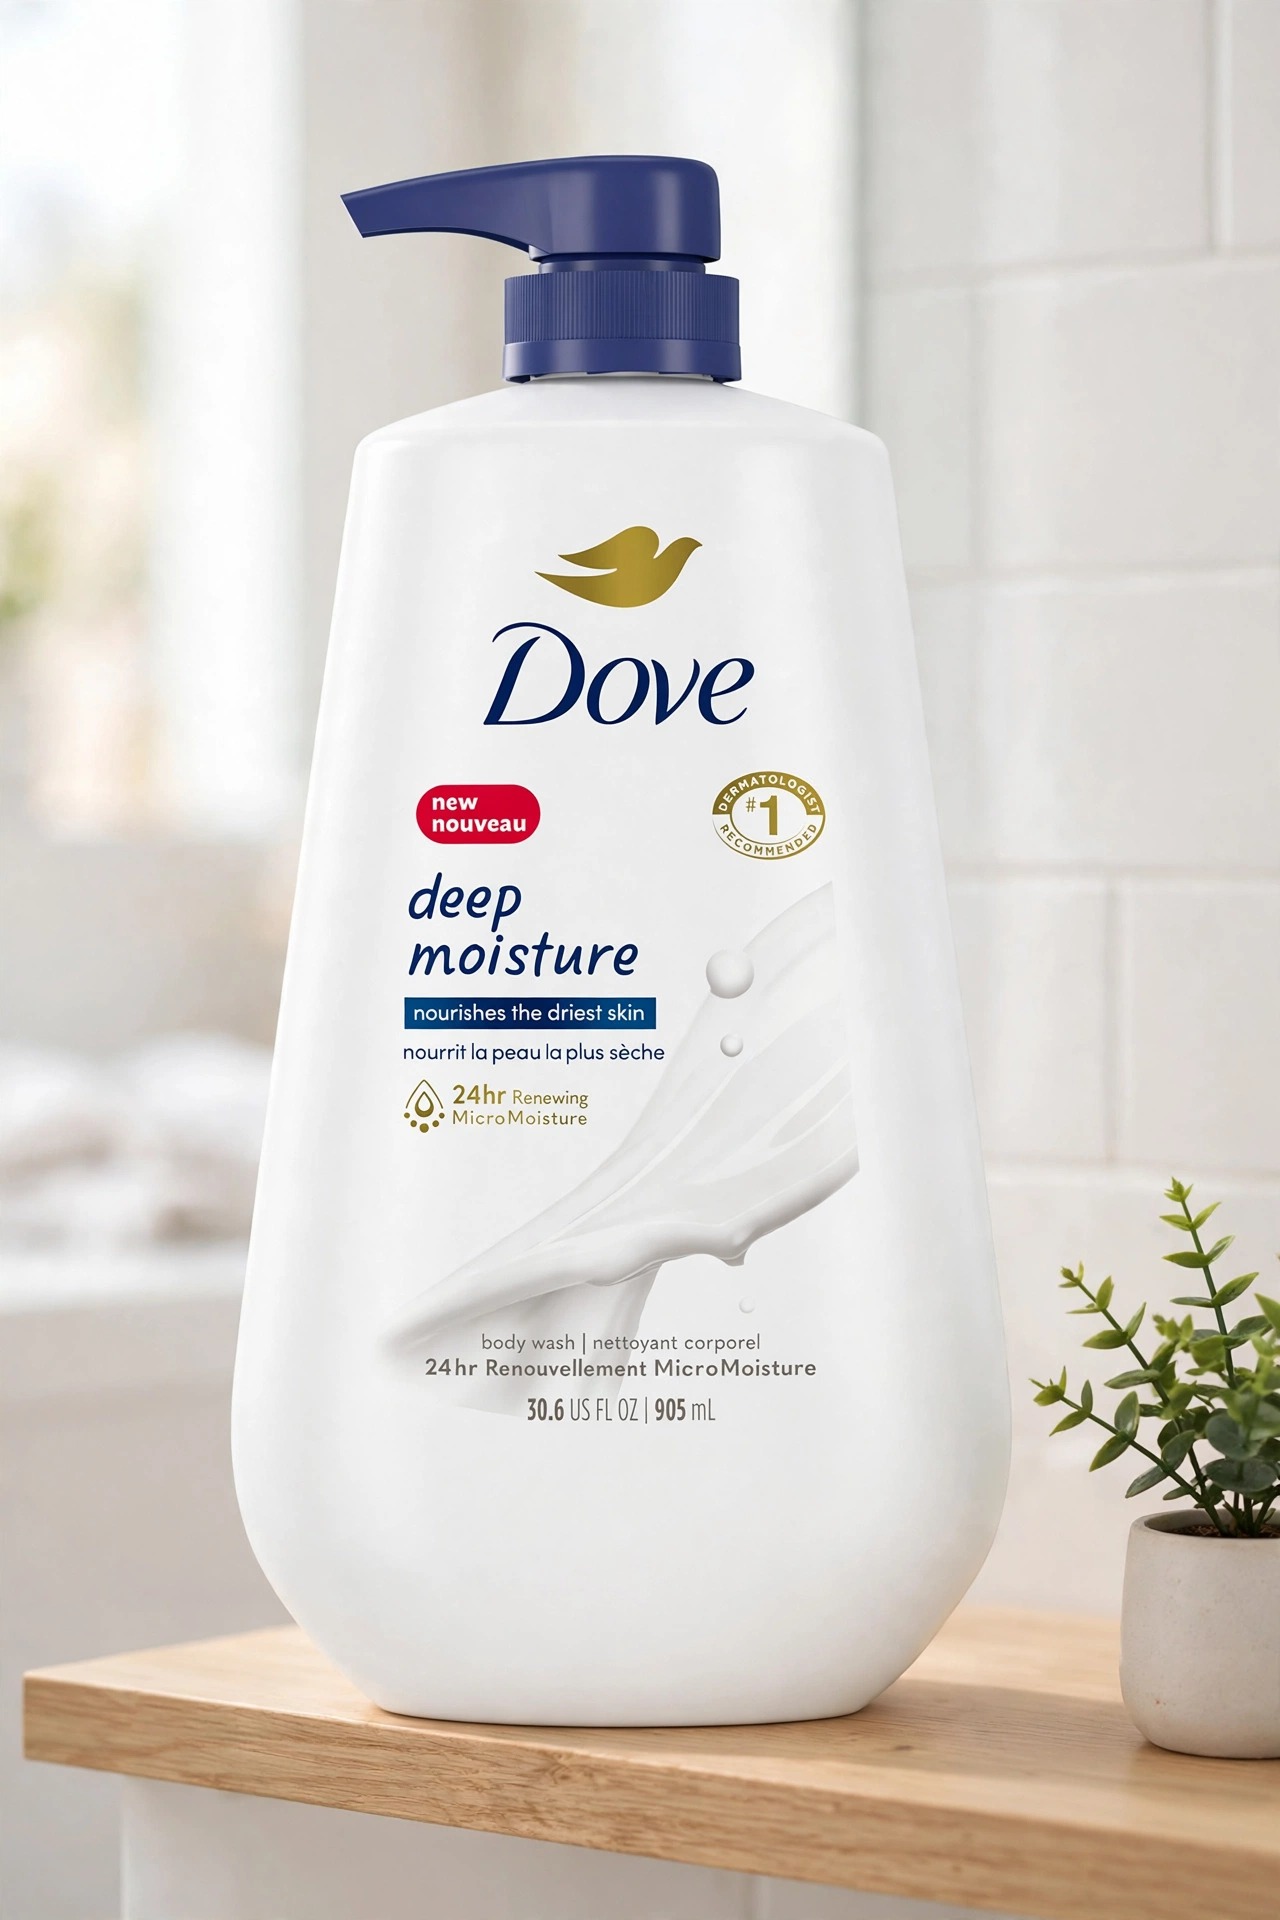 Dove
new
nouveau
DERMATOLOGIST
#1
RECOMMENDED
deep
moisture
nourishes the driest skin
nourrit la peau la plus sèche
24hr Renewing
MicroMoisture
body wash | nettoyant corporel
24hr Renouvellement MicroMoisture
30.6 US FL OZ | 905 mL